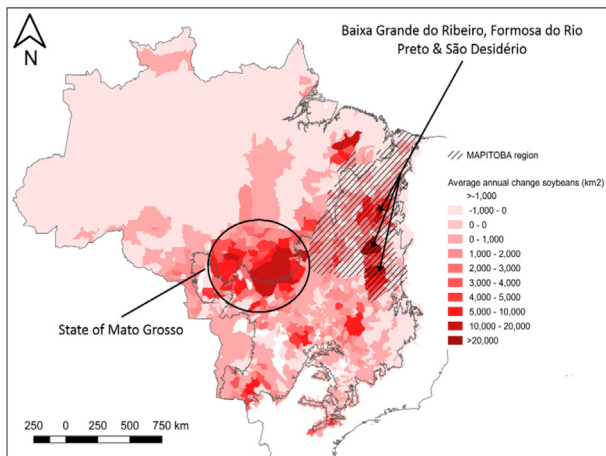 Baixa Grande do Ribeiro, Formosa do Rio
Preto & São Desidério
N
MAPITOBA region
Average annual change soybeans (km2)
>-1,000
-1,000 - 0
0 - 0
0 - 1,000
1,000 - 2,000
2,000 - 3,000
3,000 - 4,000
4,000 - 5,000
5,000 - 10,000
10,000 - 20,000
>20,000
State of Mato Grosso
250 0 250 500 750 km